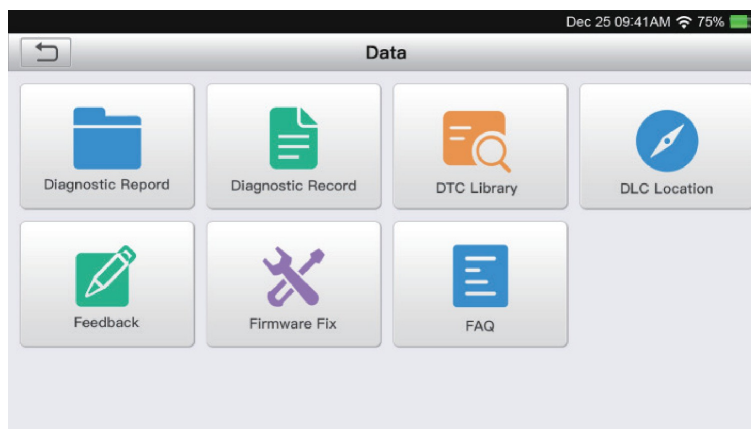 Dec 25 09:41AM 75%
Data
Diagnostic Repord Diagnostic Record DTC Library DLC Location
Feedback Firmware Fix FAQ